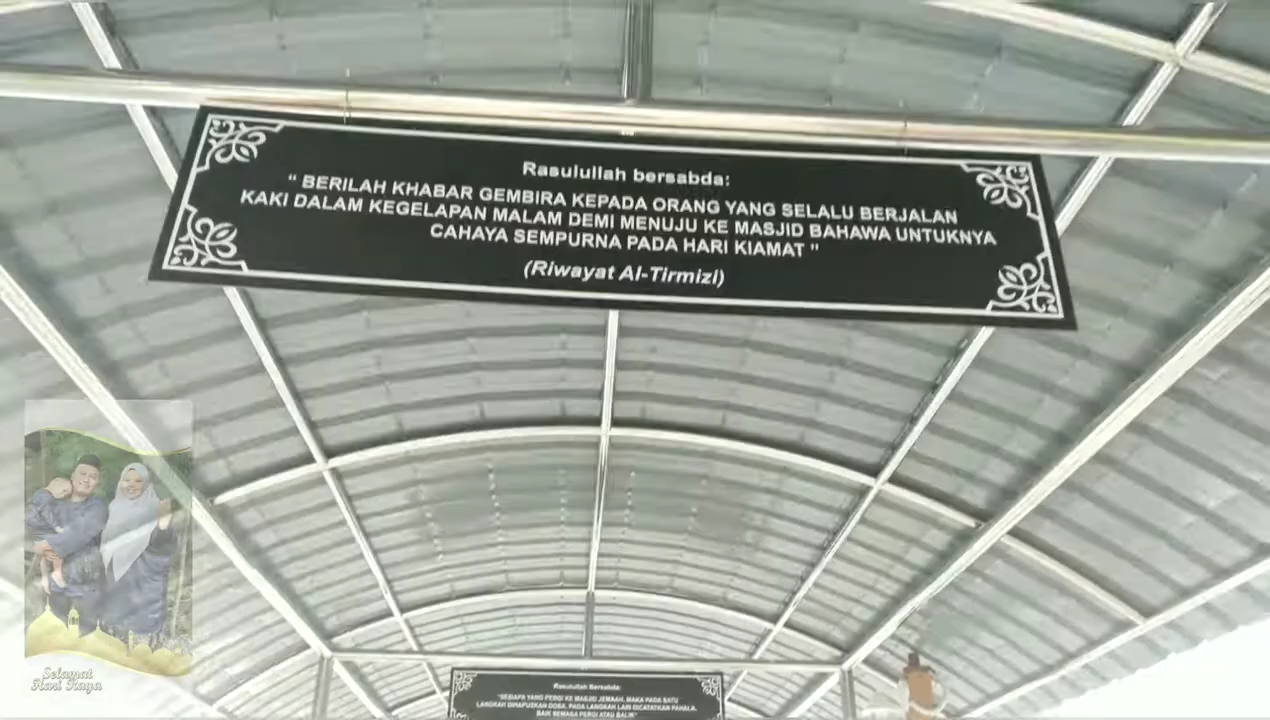 Rasulullah bersabda:
“ BERILAH KHABAR GEMBIRA KEPADA ORANG YANG SELALU BERJALAN
KAKI DALAM KEGELAPAN MALAM DEMI MENUJU KE MASJID BAHAWA UNTUKNYA
CAHAYA SEMPURNA PADA HARI KIAMAT ”
(Riwayat Al-Tirmizi)
Selamat
Hari Raya
Rasulullah Bersabda:
“SESIAPA YANG PERGI KE MASJID JEMAAH, MAKA PADA SATU
LANGKAH DIHAPUSKAN DOSA, PADA LANGKAH LAIN DICATATKAN PAHALA.
BAIK SEMASA PERGI ATAU BALIK”